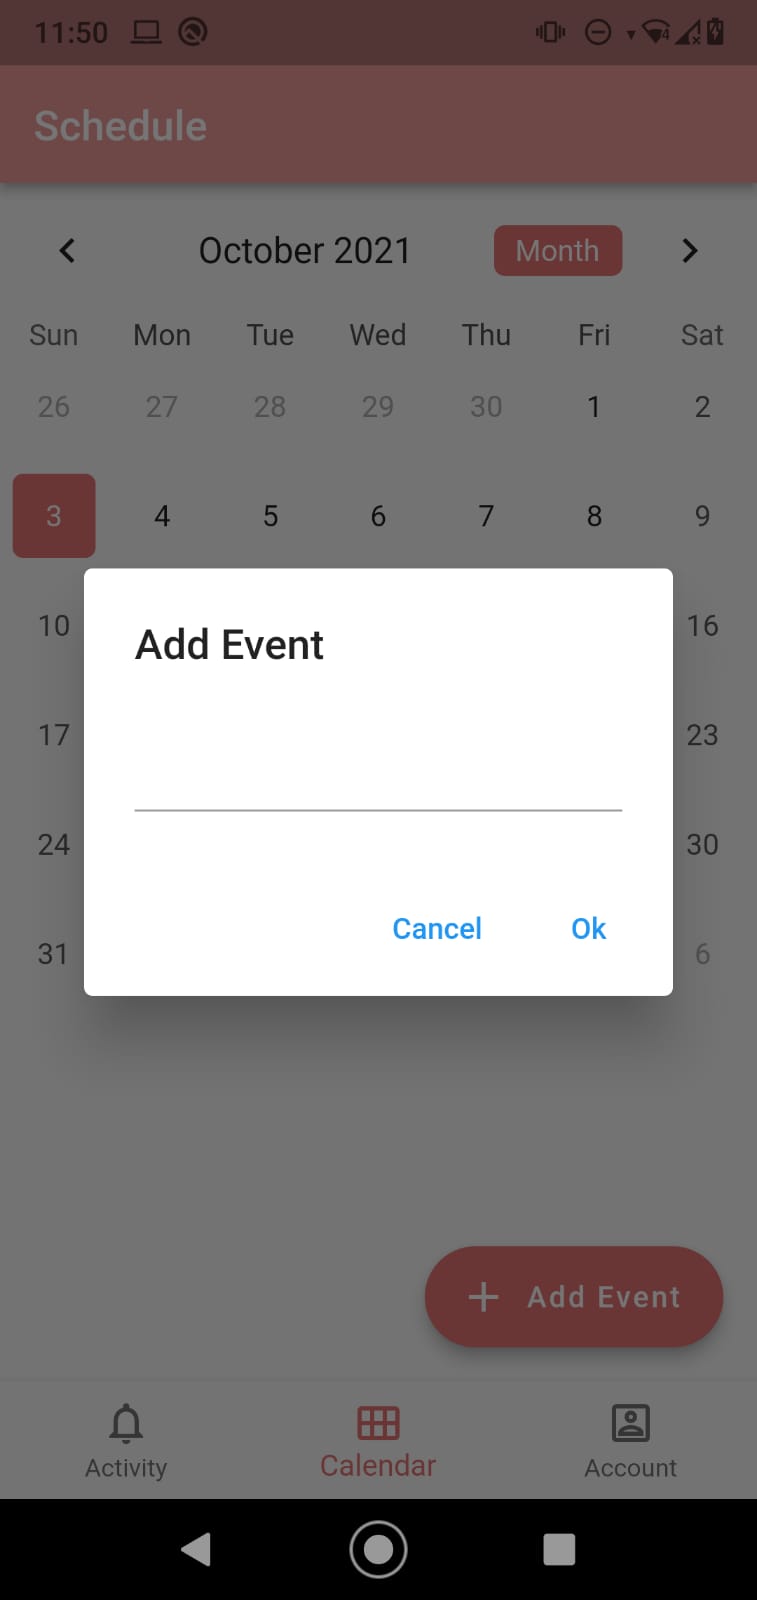 11:50
Schedule
October 2021 Month
Sun Mon Tue Wed Thu Fri Sat
26 27 28 29 30 1 2
3 4 5 6 7 8 9
10 16
Add Event
17 23
24 30
Cancel Ok
31 6
+ Add Event
Activity Calendar Account